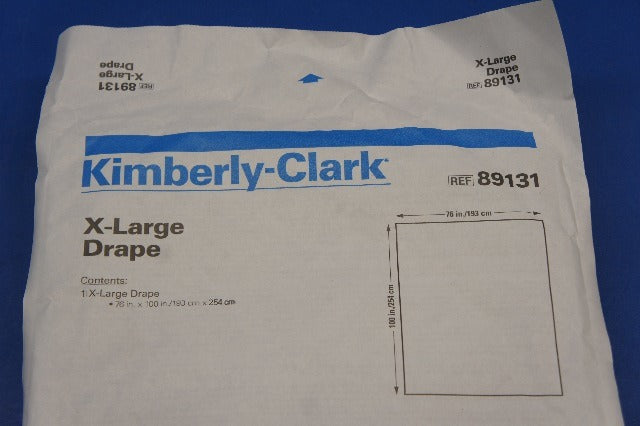 X-Large
Drape
REF 89131
X-Large
Drape
REF 89131
Kimberly-Clark*
REF 89131
X-Large
Drape
Contents:
1 X-Large Drape
• 76 in. x 100 in./193 cm x 254 cm
76 in./193 cm
100 in./254 cm